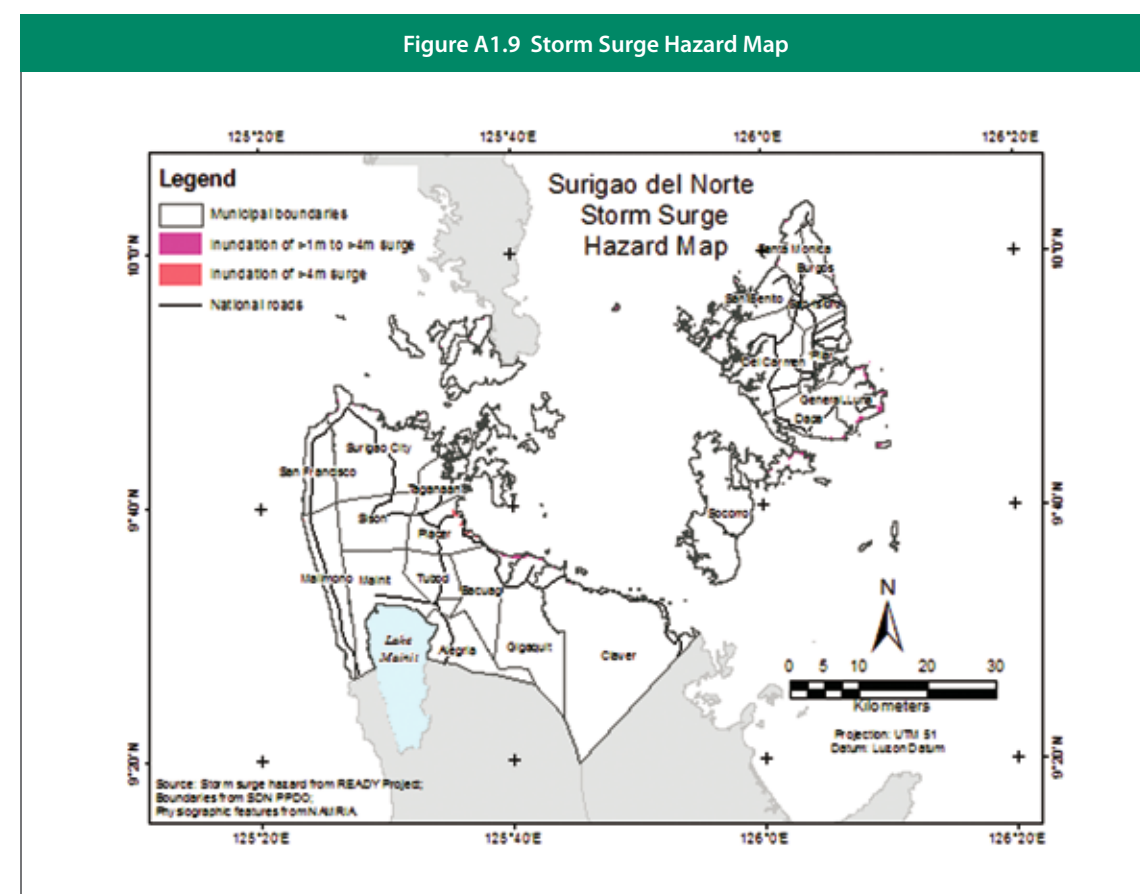 Figure A1.9 Storm Surge Hazard Map
125°20'E 125°40'E 126°0'E 126°20'E
Legend
Municipal boundaries
Inundation of >1m to >4m surge
Inundation of >4m surge
National roads
Surigao del Norte
Storm Surge
Hazard Map
10°0'N
10°0'N
Santa Monica
Burgos
San Benito
Del Carmen
Pilar
General Luna
Dapa
Surigao City
San Francisco
Taganaan
Socorro
9°40'N
9°40'N
Sison
Placer
Malimono
Mainit
Tubod
Bacuag
Lake
Mainit
Alegria
Gigaquit
Claver
N
0 5 10 20 30
Kilometers
Projection: UTM 51
Datum: Luzon Datum
9°20'N
9°20'N
Source: Storm surge hazard from READY Project;
Boundaries from SDN PPDO;
Physiographic features from NAMRIA.
125°20'E 125°40'E 126°0'E 126°20'E